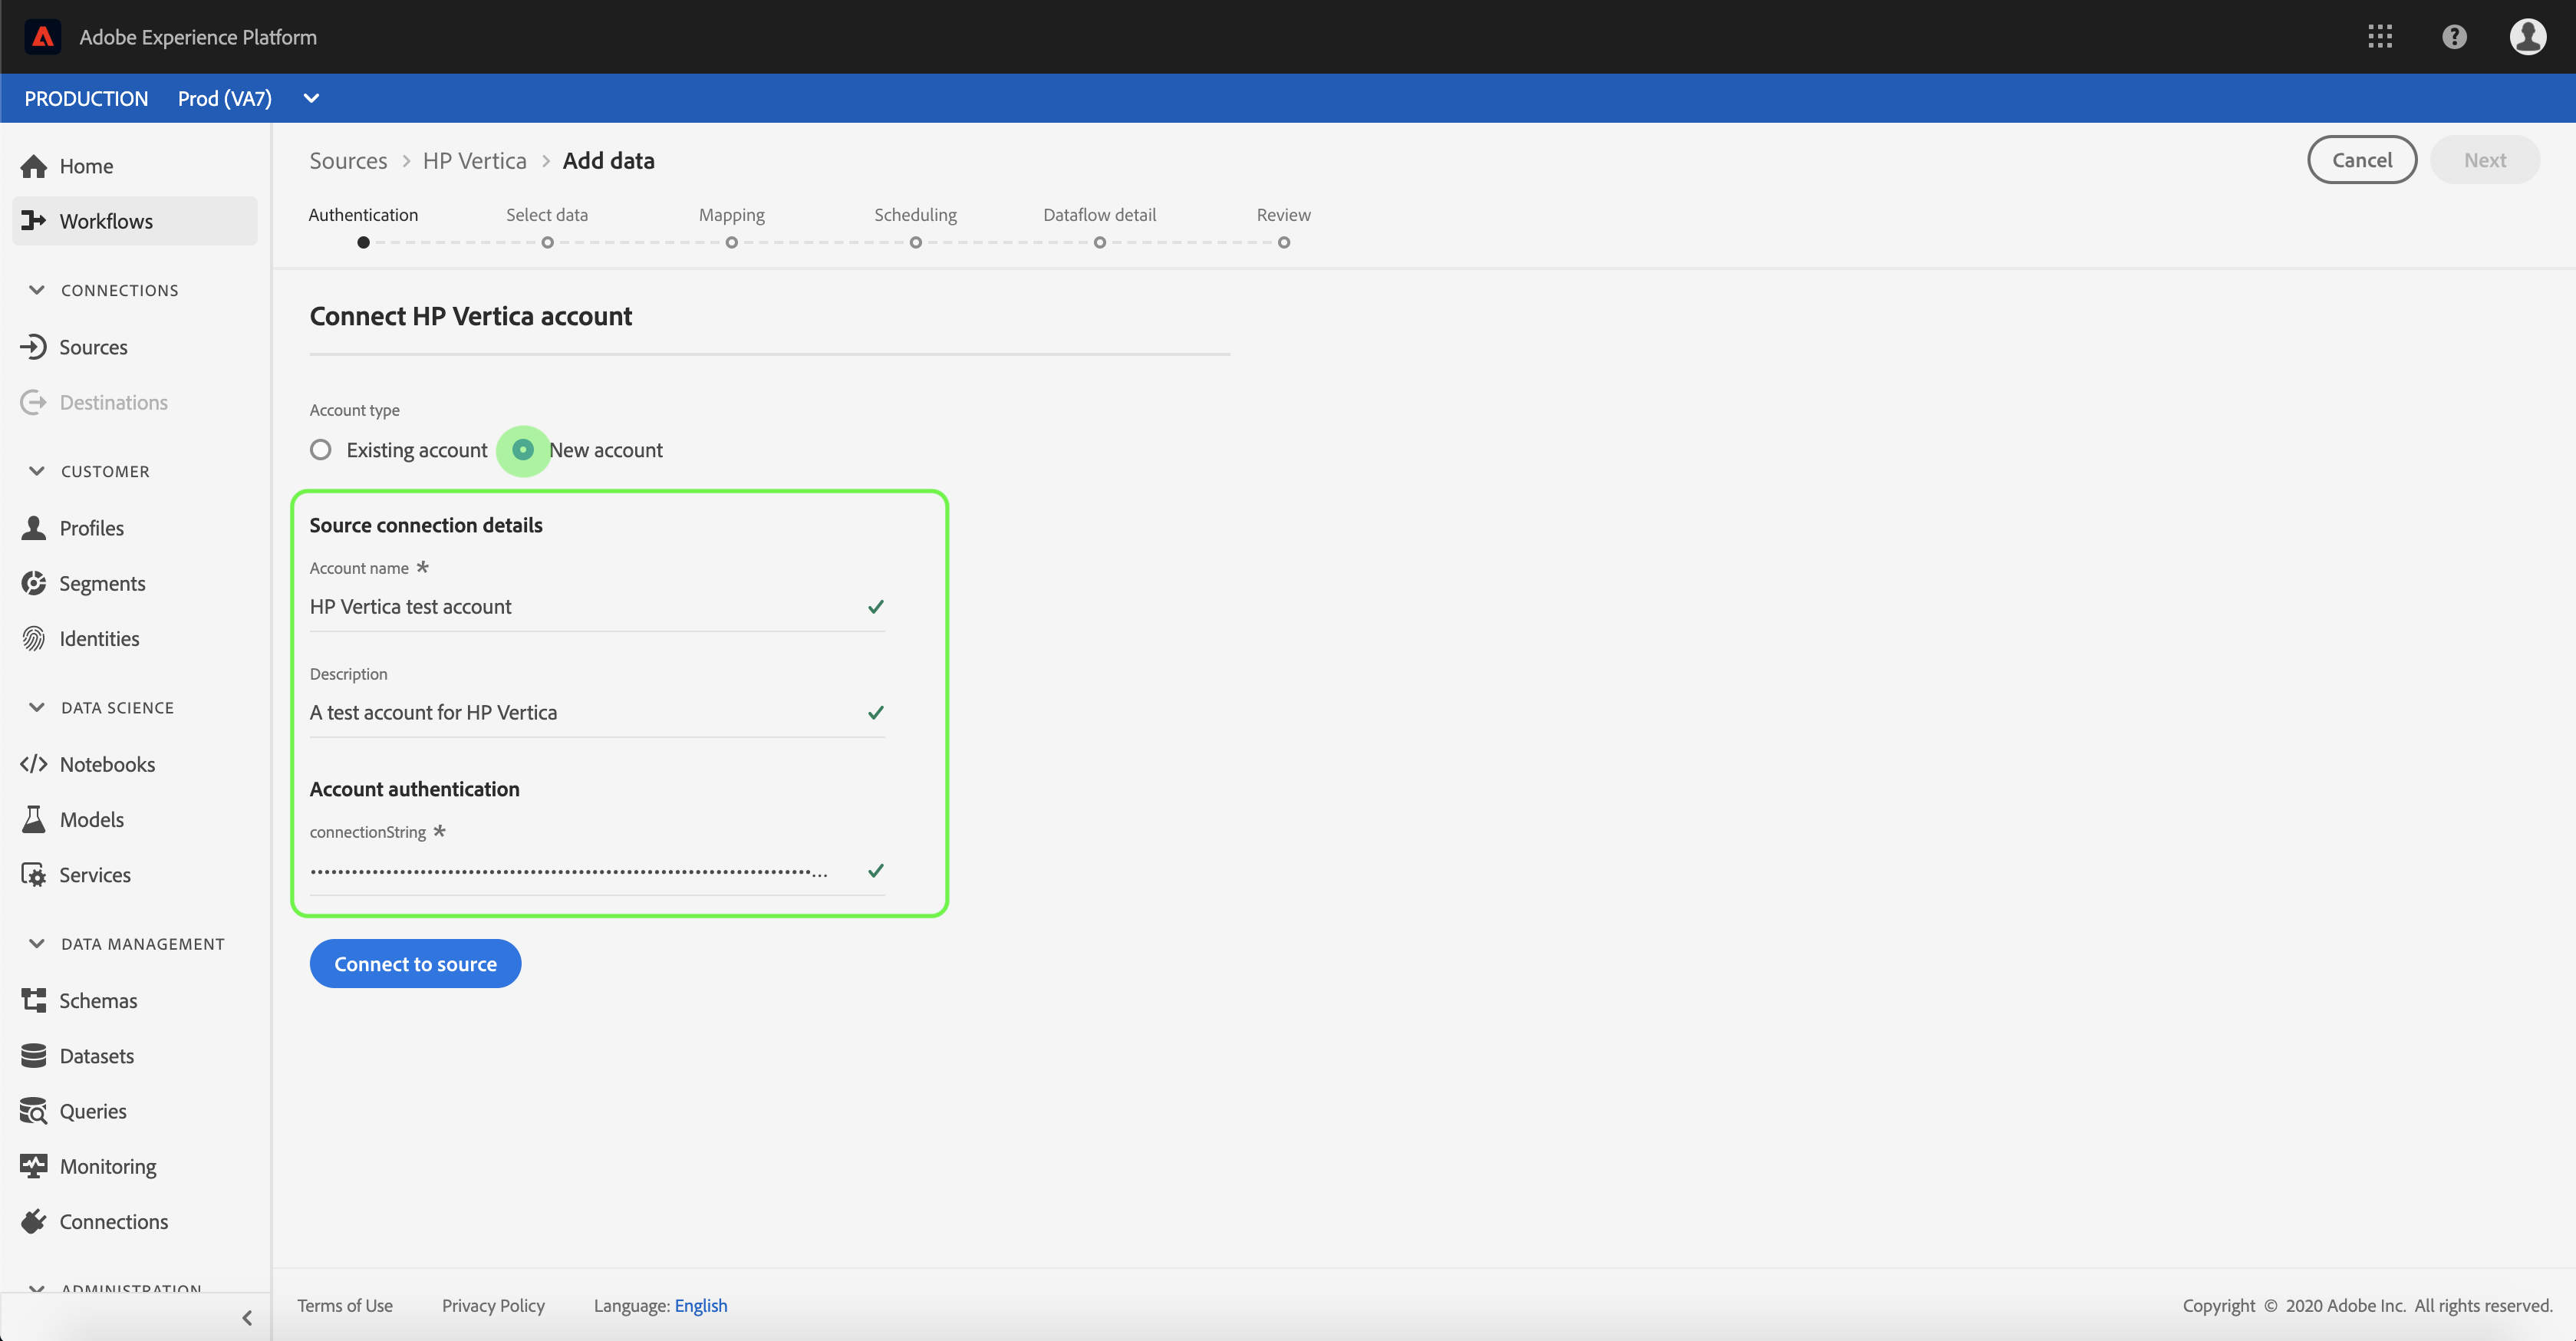 Adobe Experience Platform
PRODUCTION Prod (VA7)
Home
Workflows
CONNECTIONS
Sources
Destinations
CUSTOMER
Profiles
Segments
Identities
DATA SCIENCE
Notebooks
Models
Services
DATA MANAGEMENT
Schemas
Datasets
Queries
Monitoring
Connections
ADMINISTRATION
Sources > HP Vertica > Add data
Cancel Next
Authentication Select data Mapping Scheduling Dataflow detail Review
Connect HP Vertica account
Account type
Existing account New account
Source connection details
Account name *
HP Vertica test account
Description
A test account for HP Vertica
Account authentication
connectionString *
Connect to source
Terms of Use Privacy Policy Language: English
Copyright © 2020 Adobe Inc. All rights reserved.